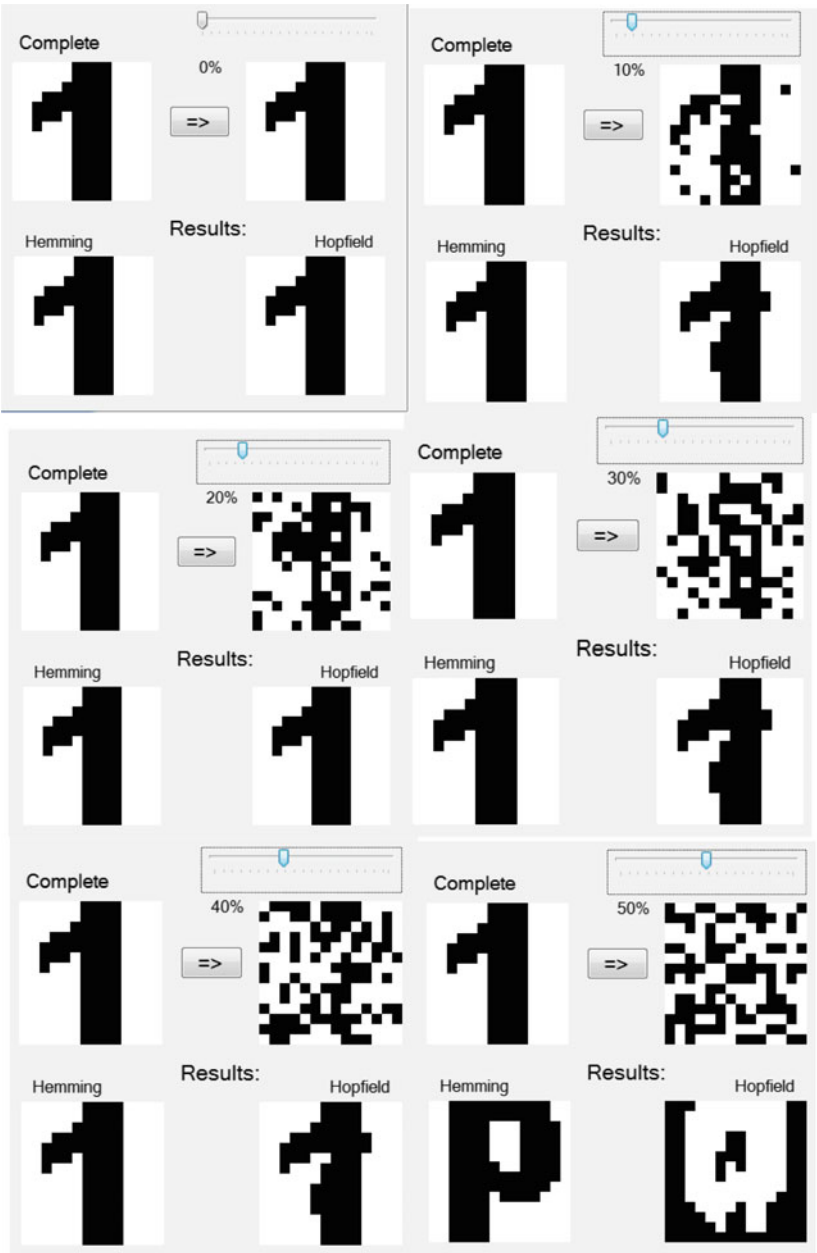 Complete
0%
=>
Results:
Hemming
Hopfield
Complete
10%
=>
Results:
Hemming
Hopfield
Complete
20%
=>
Results:
Hemming
Hopfield
Complete
30%
=>
Results:
Hemming
Hopfield
Complete
40%
=>
Results:
Hemming
Hopfield
Complete
50%
=>
Results:
Hemming
Hopfield